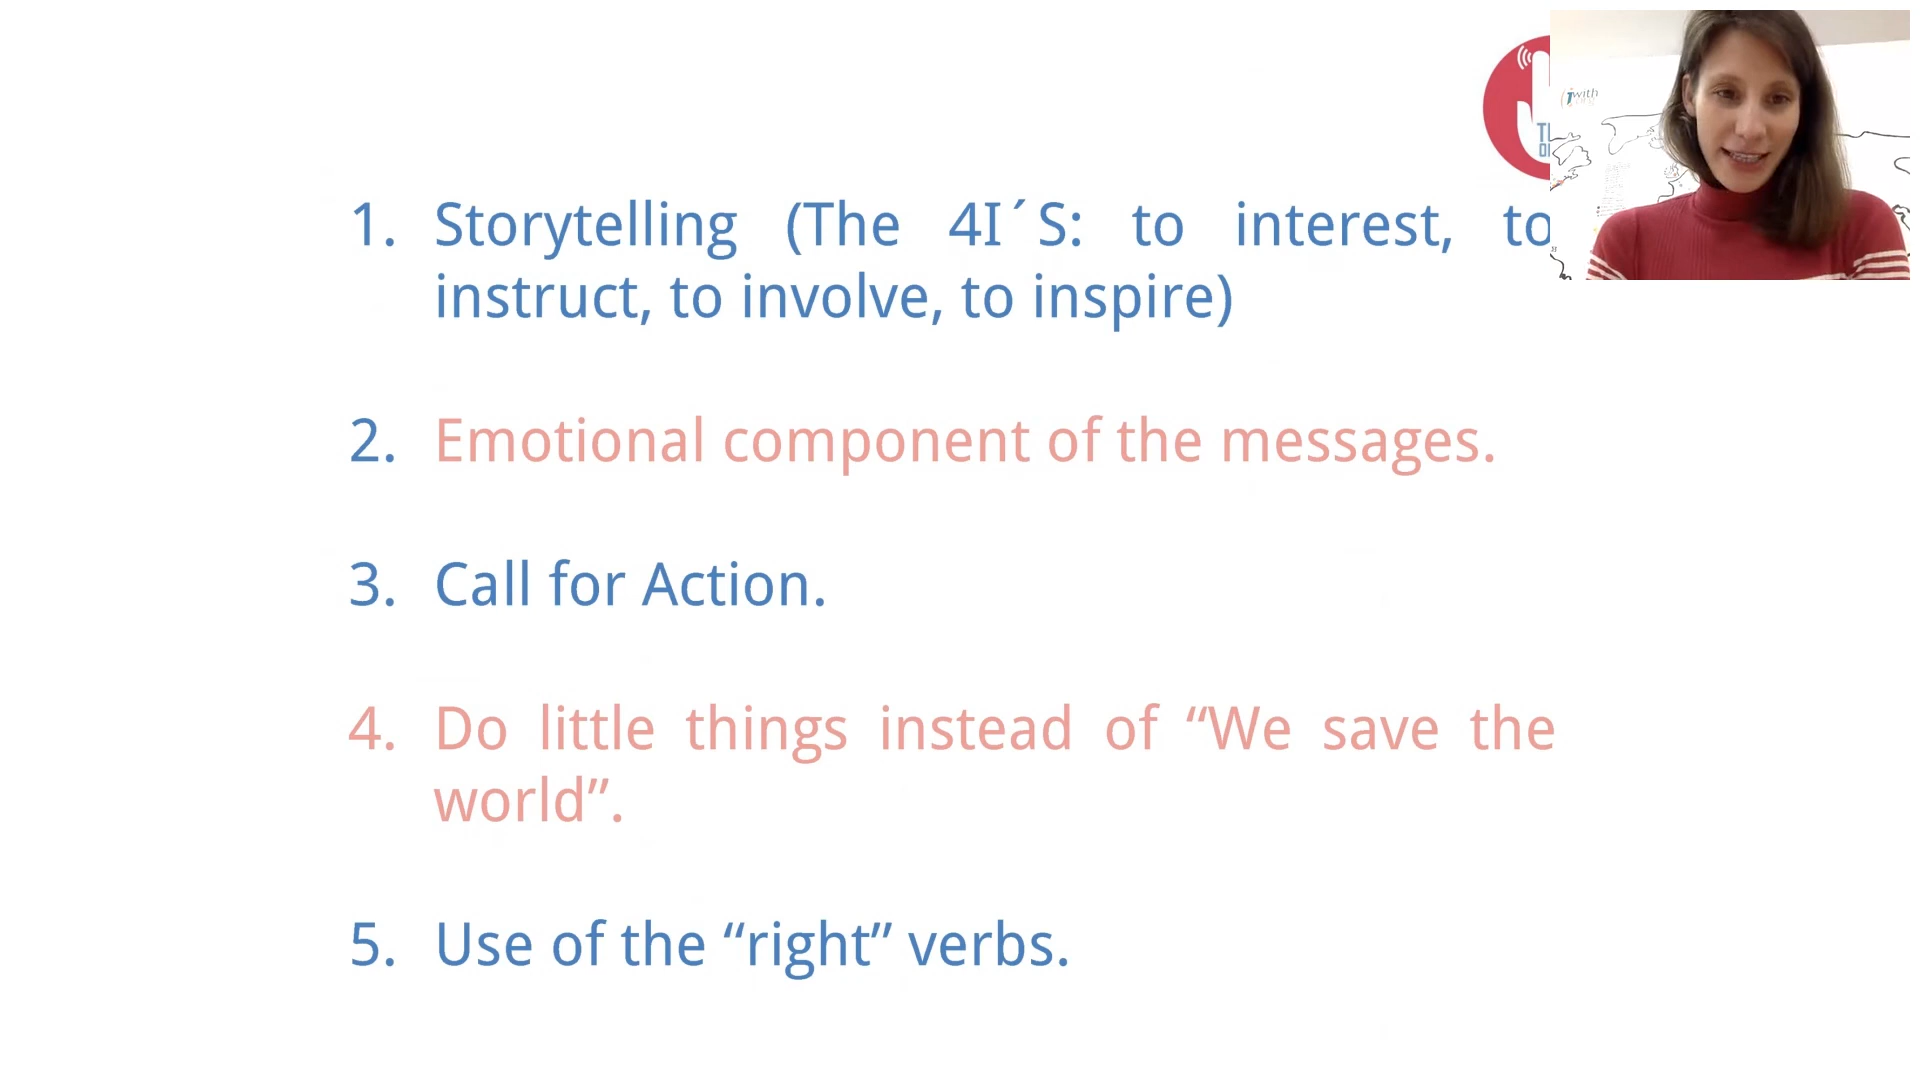 1. Storytelling (The 4I´S: to interest, to
instruct, to involve, to inspire)
2. Emotional component of the messages.
3. Call for Action.
4. Do little things instead of “We save the
world”.
5. Use of the “right” verbs.
with